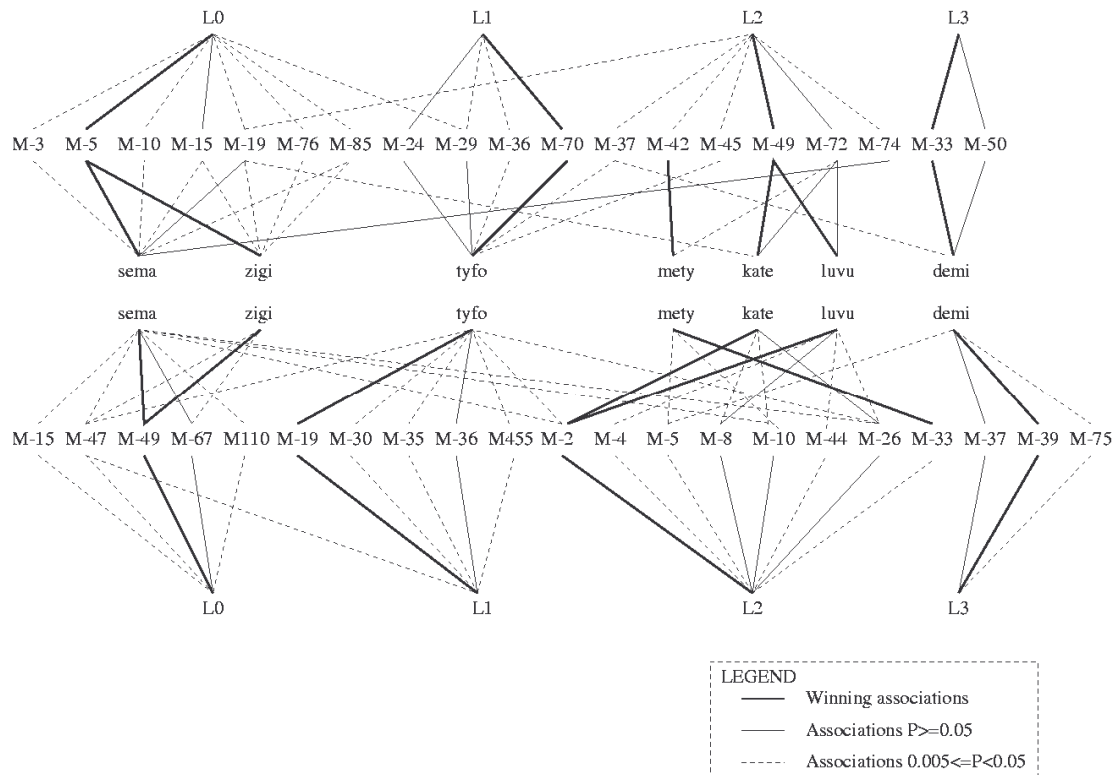 L0 L1 L2 L3
M-3 M-5 M-10 M-15 M-19 M-76 M-85 M-24 M-29 M-36 M-70 M-37 M-42 M-45 M-49 M-72 M-74 M-33 M-50
sema zigi tyfo mety kate luvu demi
sema zigi tyfo mety kate luvu demi
M-15 M-47 M-49 M-67 M110 M-19 M-30 M-35 M-36 M455 M-2 M-4 M-5 M-8 M-10 M-44 M-26 M-33 M-37 M-39 M-75
L0 L1 L2 L3
LEGEND
Winning associations
Associations P>=0.05
Associations 0.005<=P<0.05